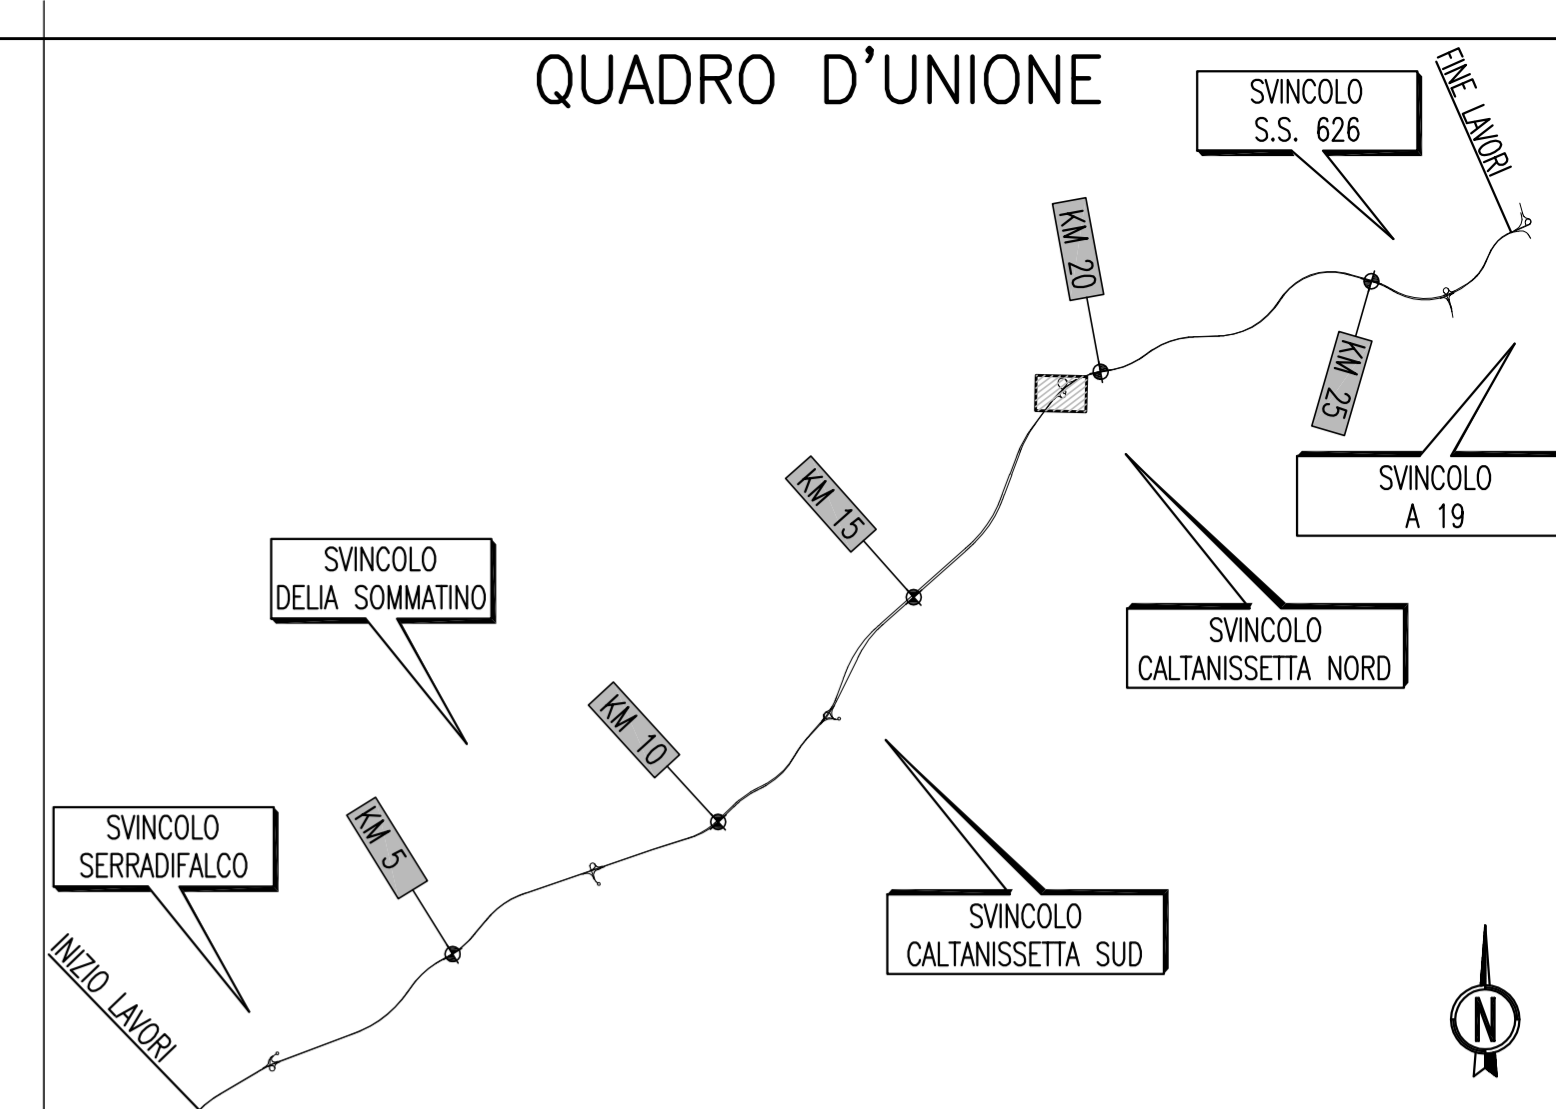 QUADRO D'UNIONE
SVINCOLO
S.S. 626
FINE LAVORI
KM 20
KM 25
SVINCOLO
A 19
KM 15
SVINCOLO
DELIA SOMMATINO
SVINCOLO
CALTANISSETTA NORD
KM 10
KM 5
SVINCOLO
SERRADIFALCO
SVINCOLO
CALTANISSETTA SUD
INIZIO LAVORI
N